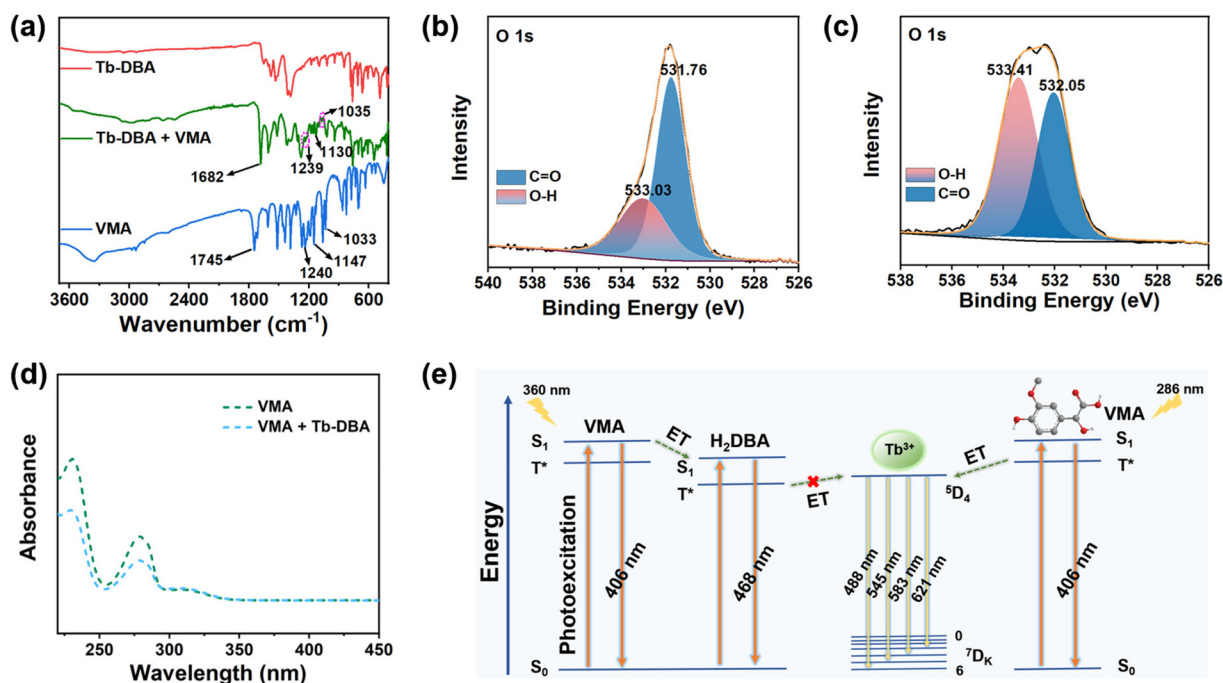 (a)
Tb-DBA
1035
Tb-DBA + VMA
1130
1682
1239
VMA
1033
1745
1147
1240
3600 3000 2400 1800 1200 600
Wavenumber (cm⁻¹)
(b)
O 1s
531.76
C=O
O-H
533.03
Intensity
540 538 536 534 532 530 528 526
Binding Energy (eV)
(c)
O 1s
533.41
532.05
O-H
C=O
Intensity
538 536 534 532 530 528 526
Binding Energy (eV)
(d)
VMA
VMA + Tb-DBA
Absorbance
250 300 350 400 450
Wavelength (nm)
(e)
Energy
360 nm
VMA
S₁
T*
ET
H₂DBA
S₁
T*
ET
Tb³⁺
⁵D₄
ET
VMA
286 nm
S₁
T*
Photoexcitation
406 nm
468 nm
488 nm
545 nm
583 nm
621 nm
406 nm
0
⁷Dₖ
6
S₀
S₀